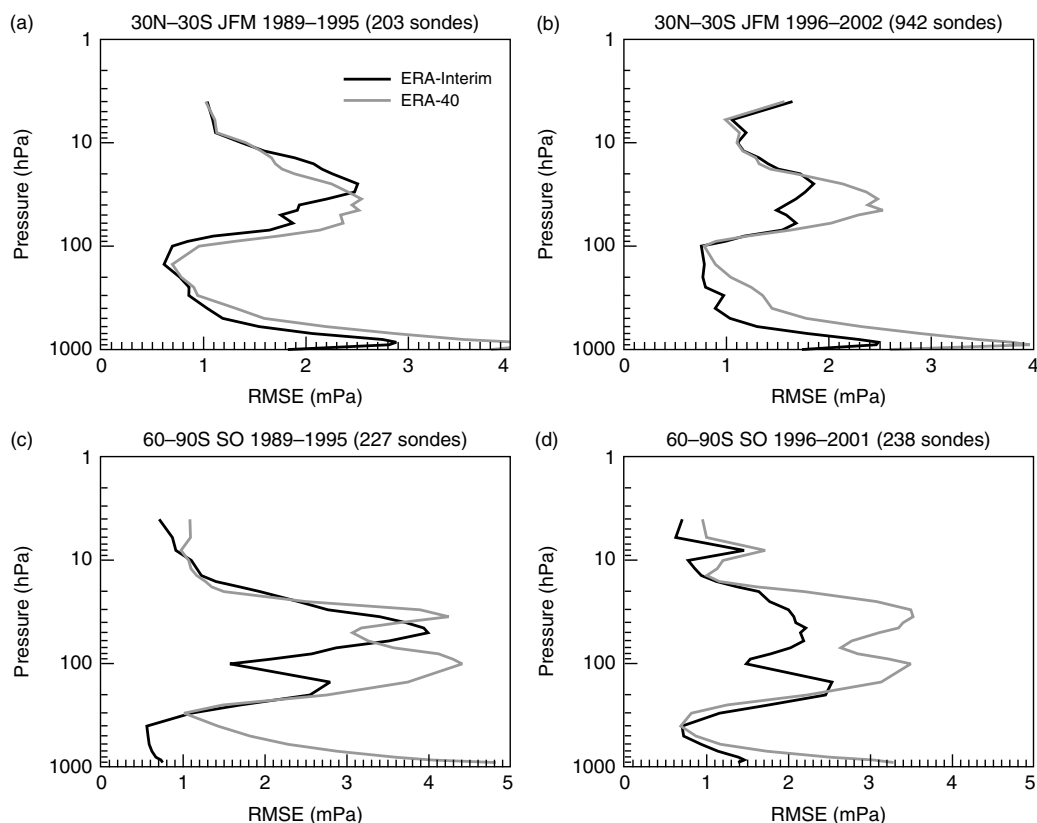 (a) 30N–30S JFM 1989–1995 (203 sondes)
1
10
100
1000
Pressure (hPa)
ERA-Interim
ERA-40
1 2 3 4
RMSE (mPa)
(b) 30N–30S JFM 1996–2002 (942 sondes)
1
10
100
1000
Pressure (hPa)
0 1 2 3 4
RMSE (mPa)
(c) 60–90S SO 1989–1995 (227 sondes)
1
10
100
1000
Pressure (hPa)
0 1 2 3 4 5
RMSE (mPa)
(d) 60–90S SO 1996–2001 (238 sondes)
1
10
100
1000
Pressure (hPa)
0 1 2 3 4 5
RMSE (mPa)